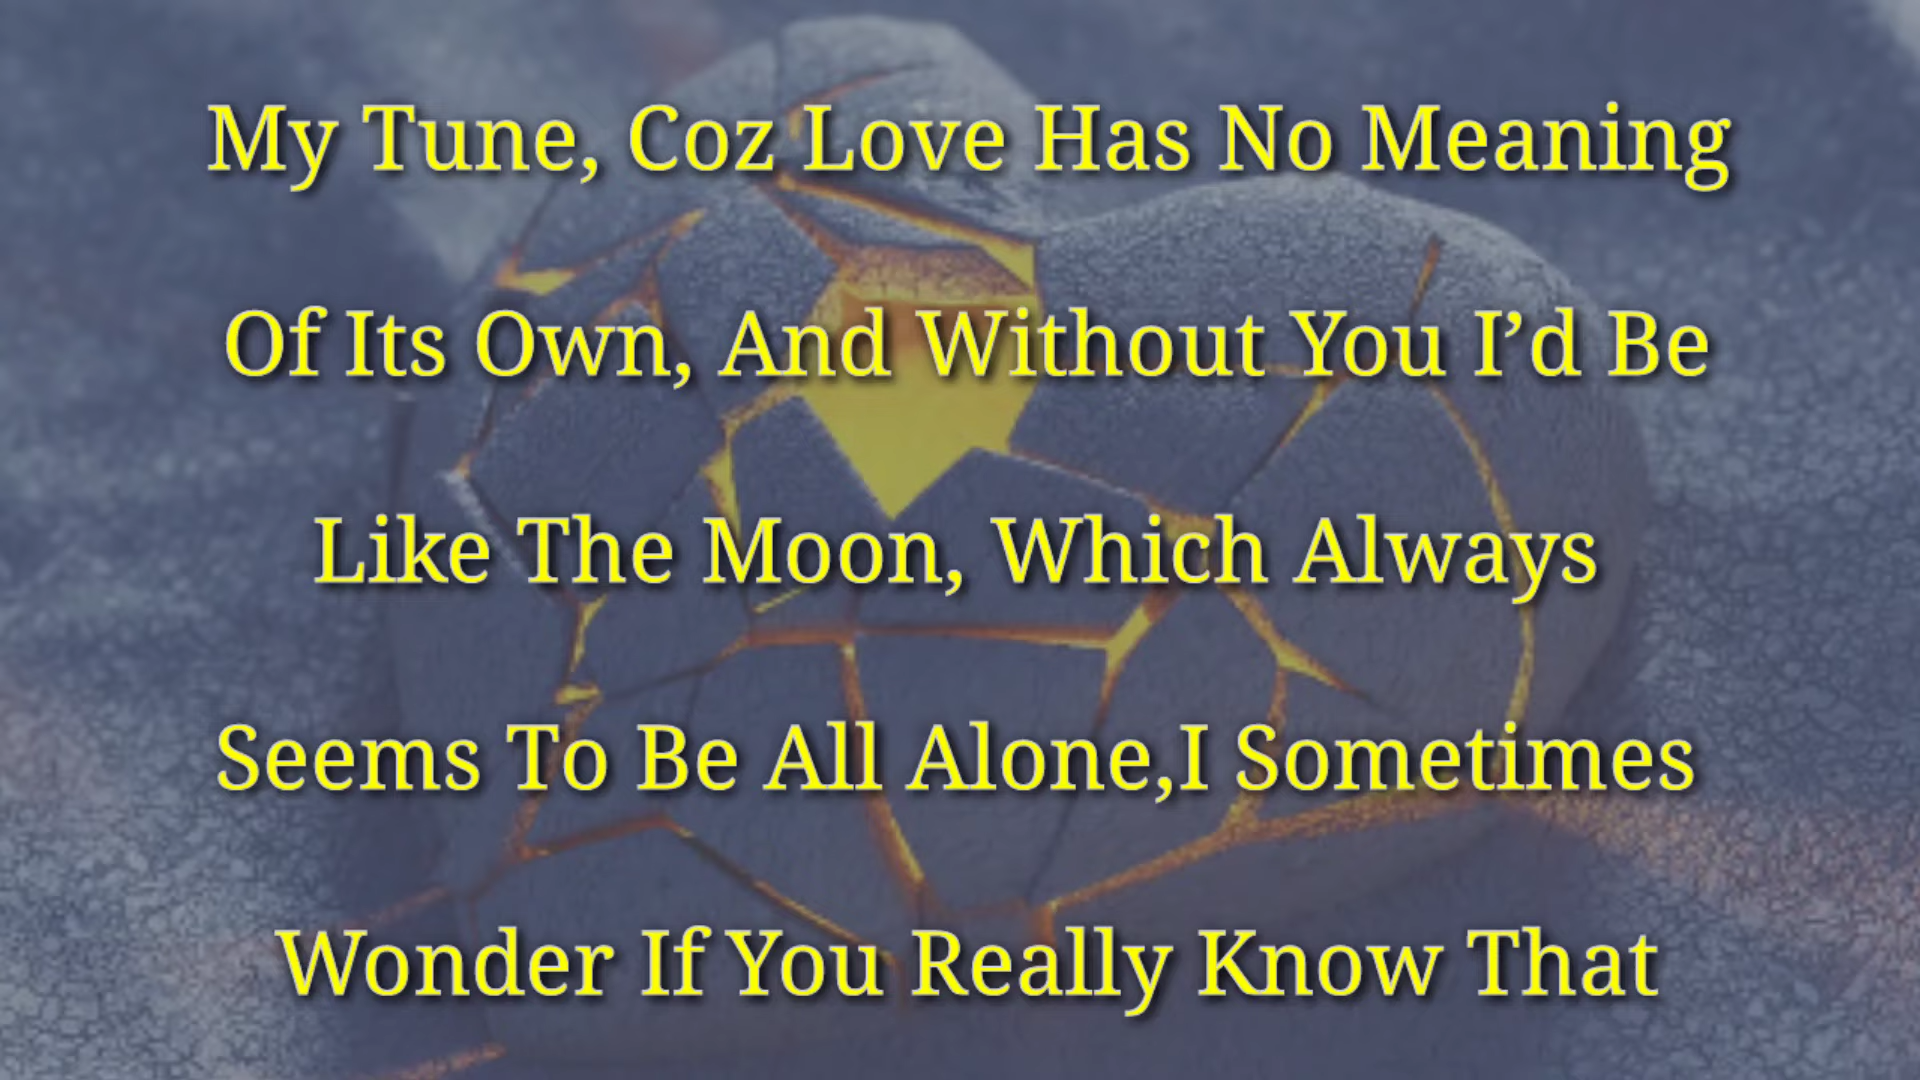 My Tune, Coz Love Has No Meaning
Of Its Own, And Without You I’d Be
Like The Moon, Which Always
Seems To Be All Alone,I Sometimes
Wonder If You Really Know That